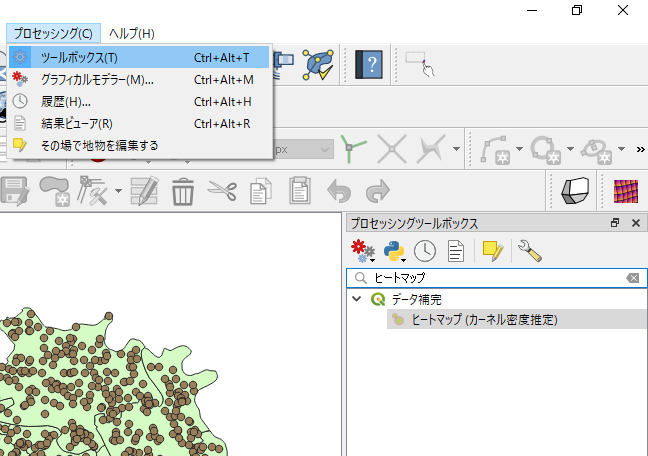 プロセッシング(C) ヘルプ(H)
ツールボックス(T) Ctrl+Alt+T
グラフィカルモデラー(M)... Ctrl+Alt+M
履歴(H)... Ctrl+Alt+H
結果ビューア(R) Ctrl+Alt+R
その場で地物を編集する
px
»
プロセッシングツールボックス
ヒートマップ
データ補完
ヒートマップ (カーネル密度推定)